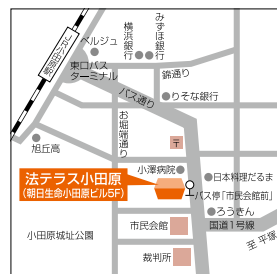 みずほ銀行
横浜銀行
ベルジュ
JR小田原駅
東口バス
ターミナル
錦通り
バス通り
りそな銀行
お堀端通り
〒
旭丘高
小澤病院
法テラス小田原
(朝日生命小田原ビル5F)
日本料理だるま
バス停「市民会館前」
ろうきん
国道1号線
市民会館
小田原城址公園
至 平塚
裁判所